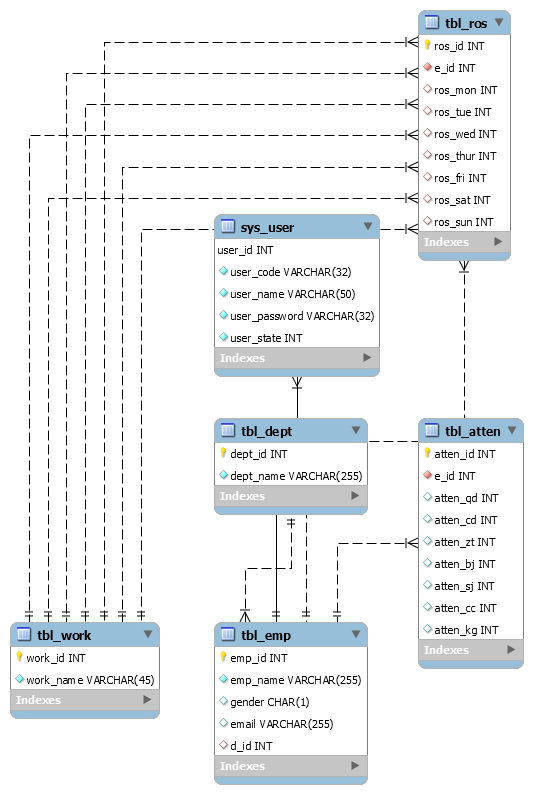 tbl_ros
ros_id INT
e_id INT
ros_mon INT
ros_tue INT
ros_wed INT
ros_thur INT
ros_fri INT
ros_sat INT
ros_sun INT
Indexes
sys_user
user_id INT
user_code VARCHAR(32)
user_name VARCHAR(50)
user_password VARCHAR(32)
user_state INT
Indexes
tbl_dept
dept_id INT
dept_name VARCHAR(255)
Indexes
tbl_atten
atten_id INT
e_id INT
atten_qd INT
atten_cd INT
atten_zt INT
atten_bj INT
atten_sj INT
atten_cc INT
atten_kg INT
Indexes
tbl_work
work_id INT
work_name VARCHAR(45)
Indexes
tbl_emp
emp_id INT
emp_name VARCHAR(255)
gender CHAR(1)
email VARCHAR(255)
d_id INT
Indexes